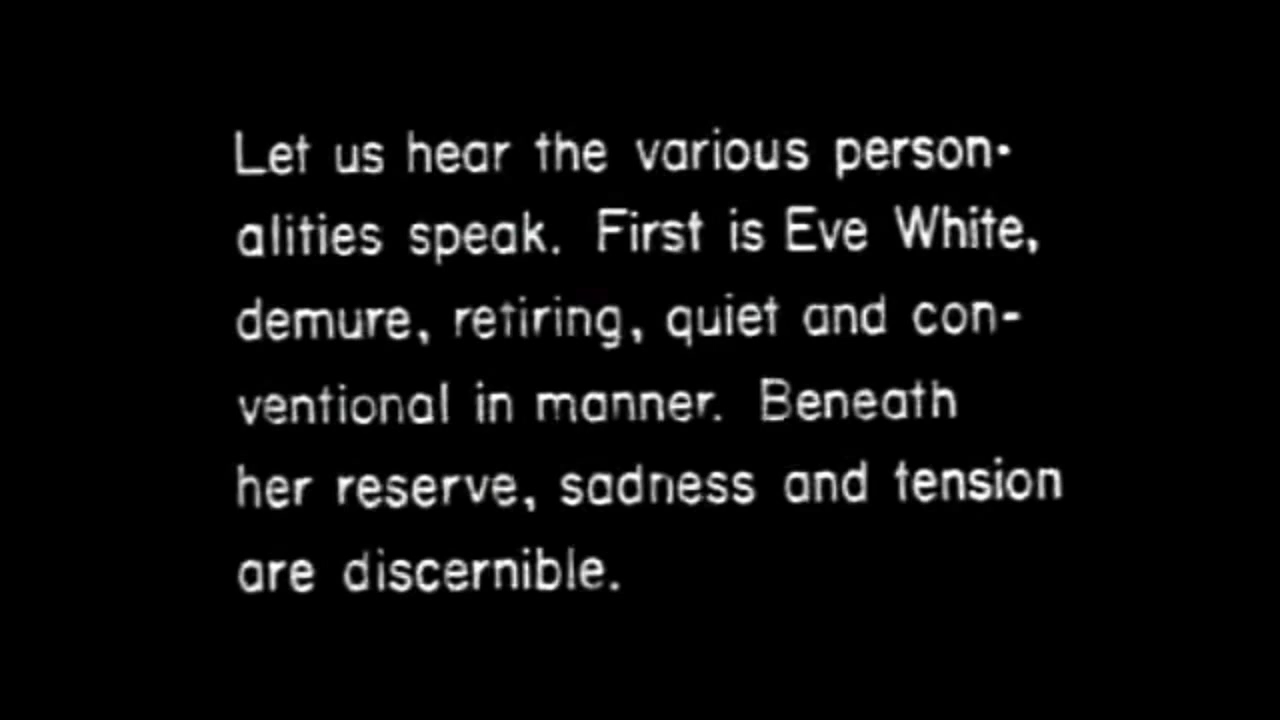 Let us hear the various person-
alities speak. First is Eve White,
demure, retiring, quiet and con-
ventional in manner. Beneath
her reserve, sadness and tension
are discernible.